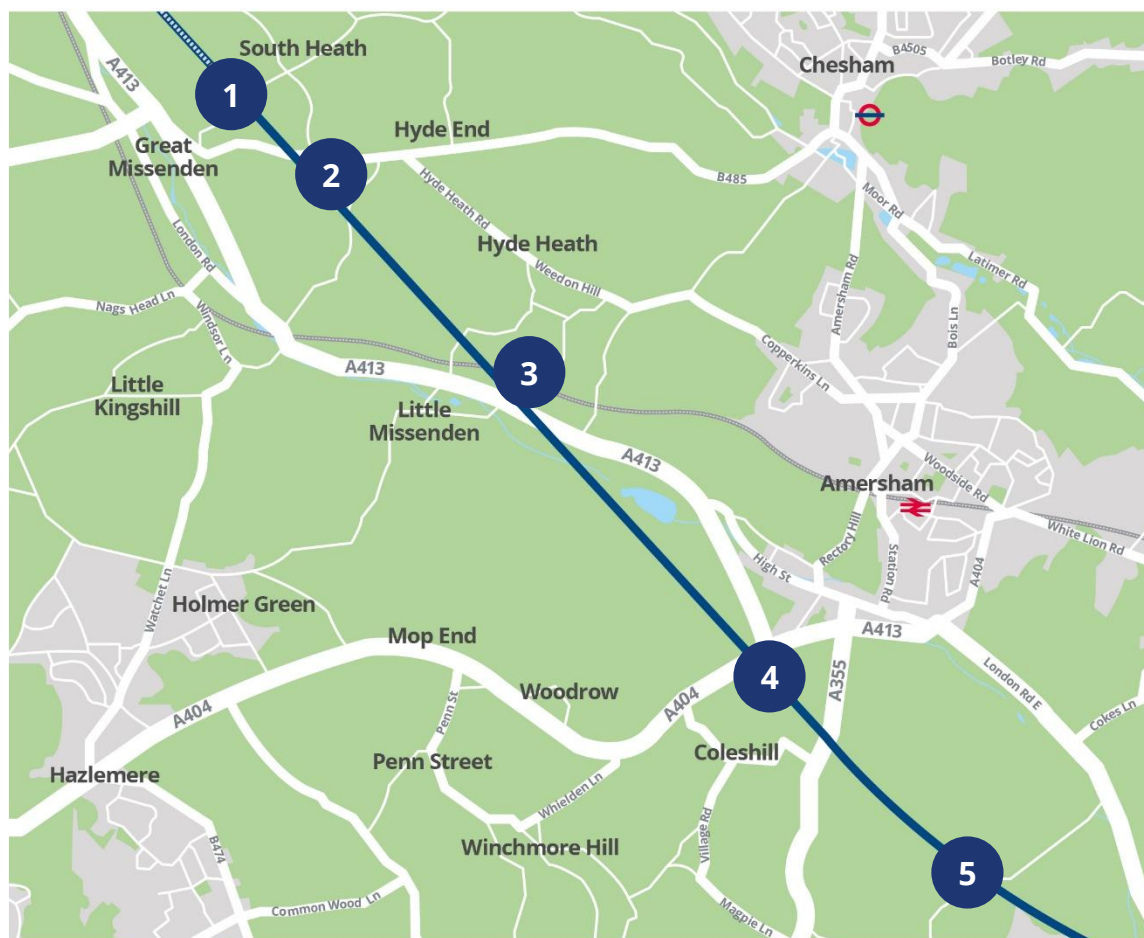 South Heath
B4505
Botley Rd
Chesham
A413
1
Great
Missenden
Hyde End
2
B485
Hyde Heath Rd
Moor Rd
London Rd
Hyde Heath
Latimer Rd
Weedon Hill
Amersham Rd
Nags Head Ln
Windsor Ln
Bois Ln
Copperkins Ln
A413
3
Little
Kingshill
Little
Missenden
A413
Woodside Rd
Amersham
White Lion Rd
Rectory Hill
High St
Station Rd
A404
Watchet Ln
Holmer Green
Mop End
A413
4
A355
London Rd E
Woodrow
A404
Penn St
A404
Cokes Ln
Coleshill
Penn Street
Hazlemere
Whielden Ln
Village Rd
Winchmore Hill
B474
5
Common Wood Ln
Magpie Ln